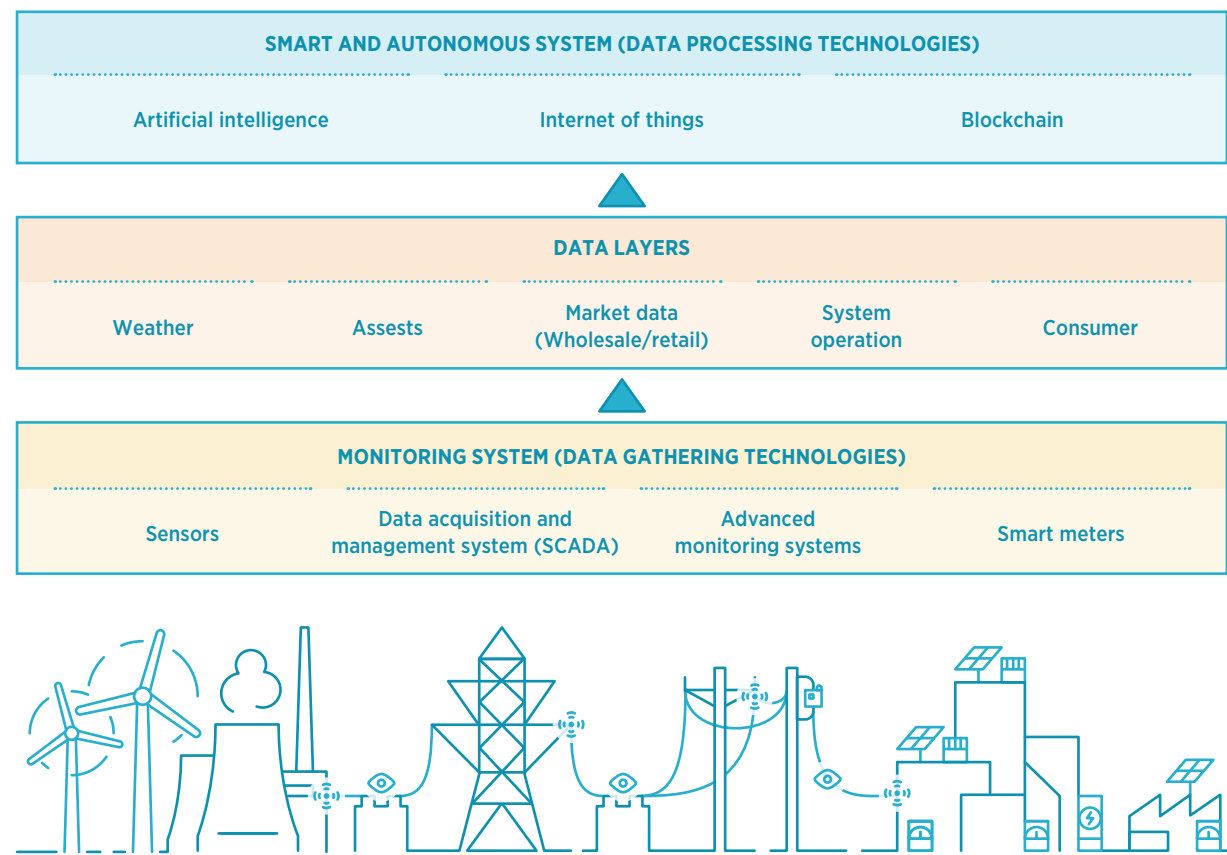 SMART AND AUTONOMOUS SYSTEM (DATA PROCESSING TECHNOLOGIES)
Artificial intelligence
Internet of things
Blockchain
DATA LAYERS
Weather
Assests
Market data
(Wholesale/retail)
System
operation
Consumer
MONITORING SYSTEM (DATA GATHERING TECHNOLOGIES)
Sensors
Data acquisition and
management system (SCADA)
Advanced
monitoring systems
Smart meters